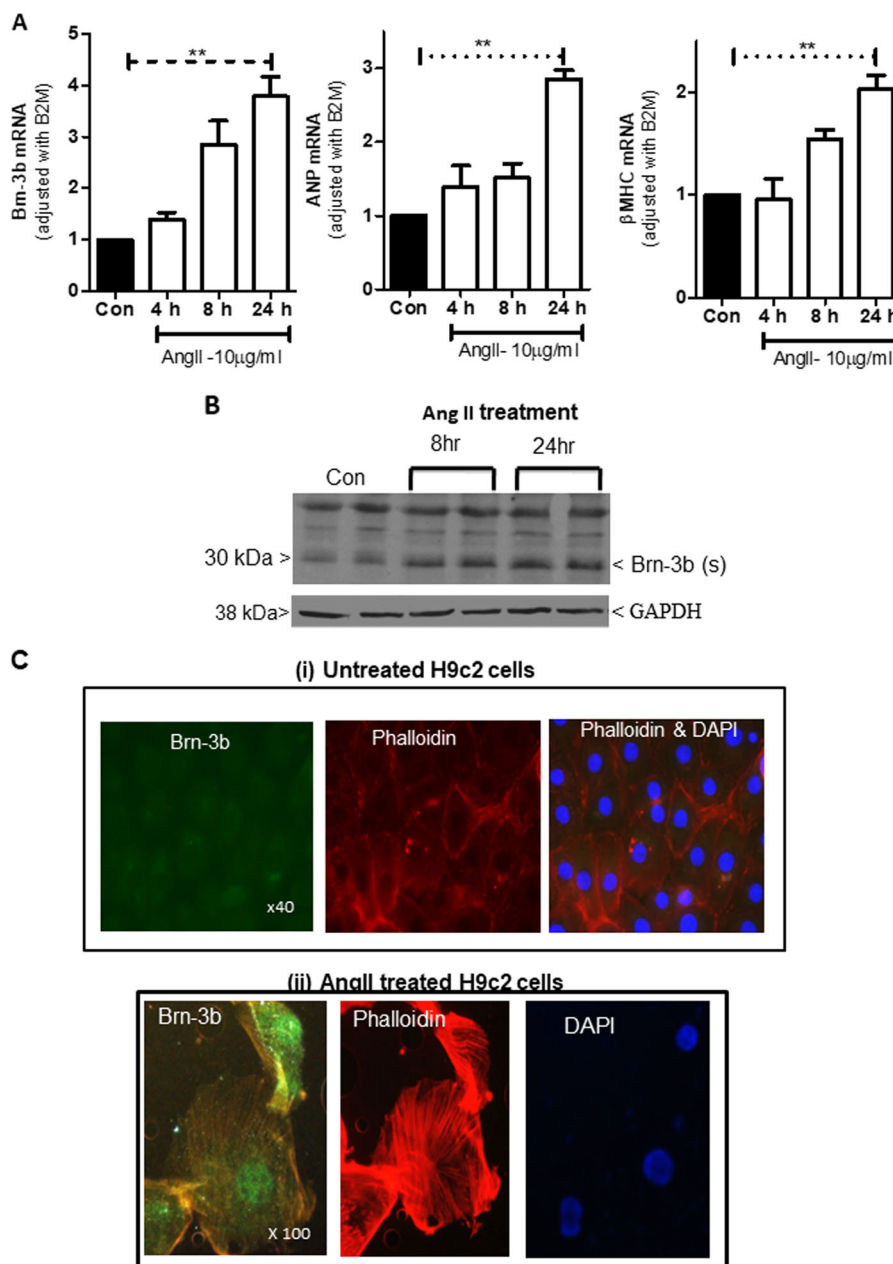 A
Brn-3b mRNA
(adjusted with B2M)
5
4
3
2
1
0
**
Con
4 h
8 h
24 h
AngII -10µg/ml
ANP mRNA
(adjusted with B2M)
3
2
1
0
**
Con
4 h
8 h
24 h
AngII- 10µg/ml
βMHC mRNA
(adjusted with B2M)
2
1
0
**
Con
4 h
8 h
24 h
AngII- 10µg/ml
B
Ang II treatment
8hr
24hr
Con
30 kDa >
< Brn-3b (s)
38 kDa>
< GAPDH
C
(i) Untreated H9c2 cells
Brn-3b
Phalloidin
Phalloidin & DAPI
x40
(ii) AngII treated H9c2 cells
Brn-3b
Phalloidin
DAPI
X 100